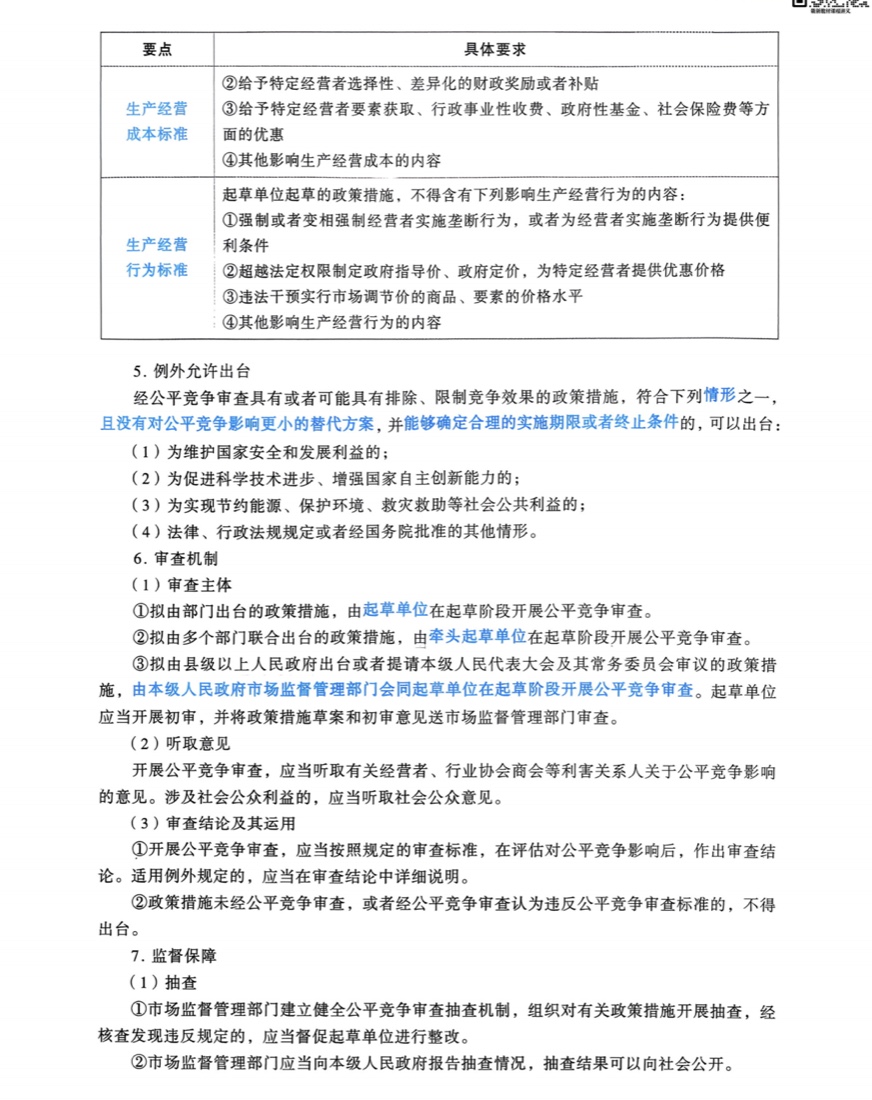 要点 具体要求
②给予特定经营者选择性、差异化的财政奖励或者补贴
生产经营 ③给予特定经营者要素获取、行政事业性收费、政府性基金、社会保险费等方
成本标准 面的优惠
④其他影响生产经营成本的内容
起草单位起草的政策措施，不得含有下列影响生产经营行为的内容：
①强制或者变相强制经营者实施垄断行为，或者为经营者实施垄断行为提供便
生产经营 利条件
行为标准 ②超越法定权限制定政府指导价、政府定价，为特定经营者提供优惠价格
③违法干预实行市场调节价的商品、要素的价格水平
④其他影响生产经营行为的内容
5. 例外允许出台
经公平竞争审查具有或者可能具有排除、限制竞争效果的政策措施，符合下列情形之一，
且没有对公平竞争影响更小的替代方案，并能够确定合理的实施期限或者终止条件的，可以出台：
（1）为维护国家安全和发展利益的；
（2）为促进科学技术进步、增强国家自主创新能力的；
（3）为实现节约能源、保护环境、救灾救助等社会公共利益的；
（4）法律、行政法规规定或者经国务院批准的其他情形。
6. 审查机制
（1）审查主体
①拟由部门出台的政策措施，由起草单位在起草阶段开展公平竞争审查。
②拟由多个部门联合出台的政策措施，由牵头起草单位在起草阶段开展公平竞争审查。
③拟由县级以上人民政府出台或者提请本级人民代表大会及其常务委员会审议的政策措
施，由本级人民政府市场监督管理部门会同起草单位在起草阶段开展公平竞争审查。起草单位
应当开展初审，并将政策措施草案和初审意见送市场监督管理部门审查。
（2）听取意见
开展公平竞争审查，应当听取有关经营者、行业协会商会等利害关系人关于公平竞争影响
的意见。涉及社会公众利益的，应当听取社会公众意见。
（3）审查结论及其运用
①开展公平竞争审查，应当按照规定的审查标准，在评估对公平竞争影响后，作出审查结
论。适用例外规定的，应当在审查结论中详细说明。
②政策措施未经公平竞争审查，或者经公平竞争审查认为违反公平竞争审查标准的，不得
出台。
7. 监督保障
（1）抽查
①市场监督管理部门建立健全公平竞争审查抽查机制，组织对有关政策措施开展抽查，经
核查发现违反规定的，应当督促起草单位进行整改。
②市场监督管理部门应当向本级人民政府报告抽查情况，抽查结果可以向社会公开。